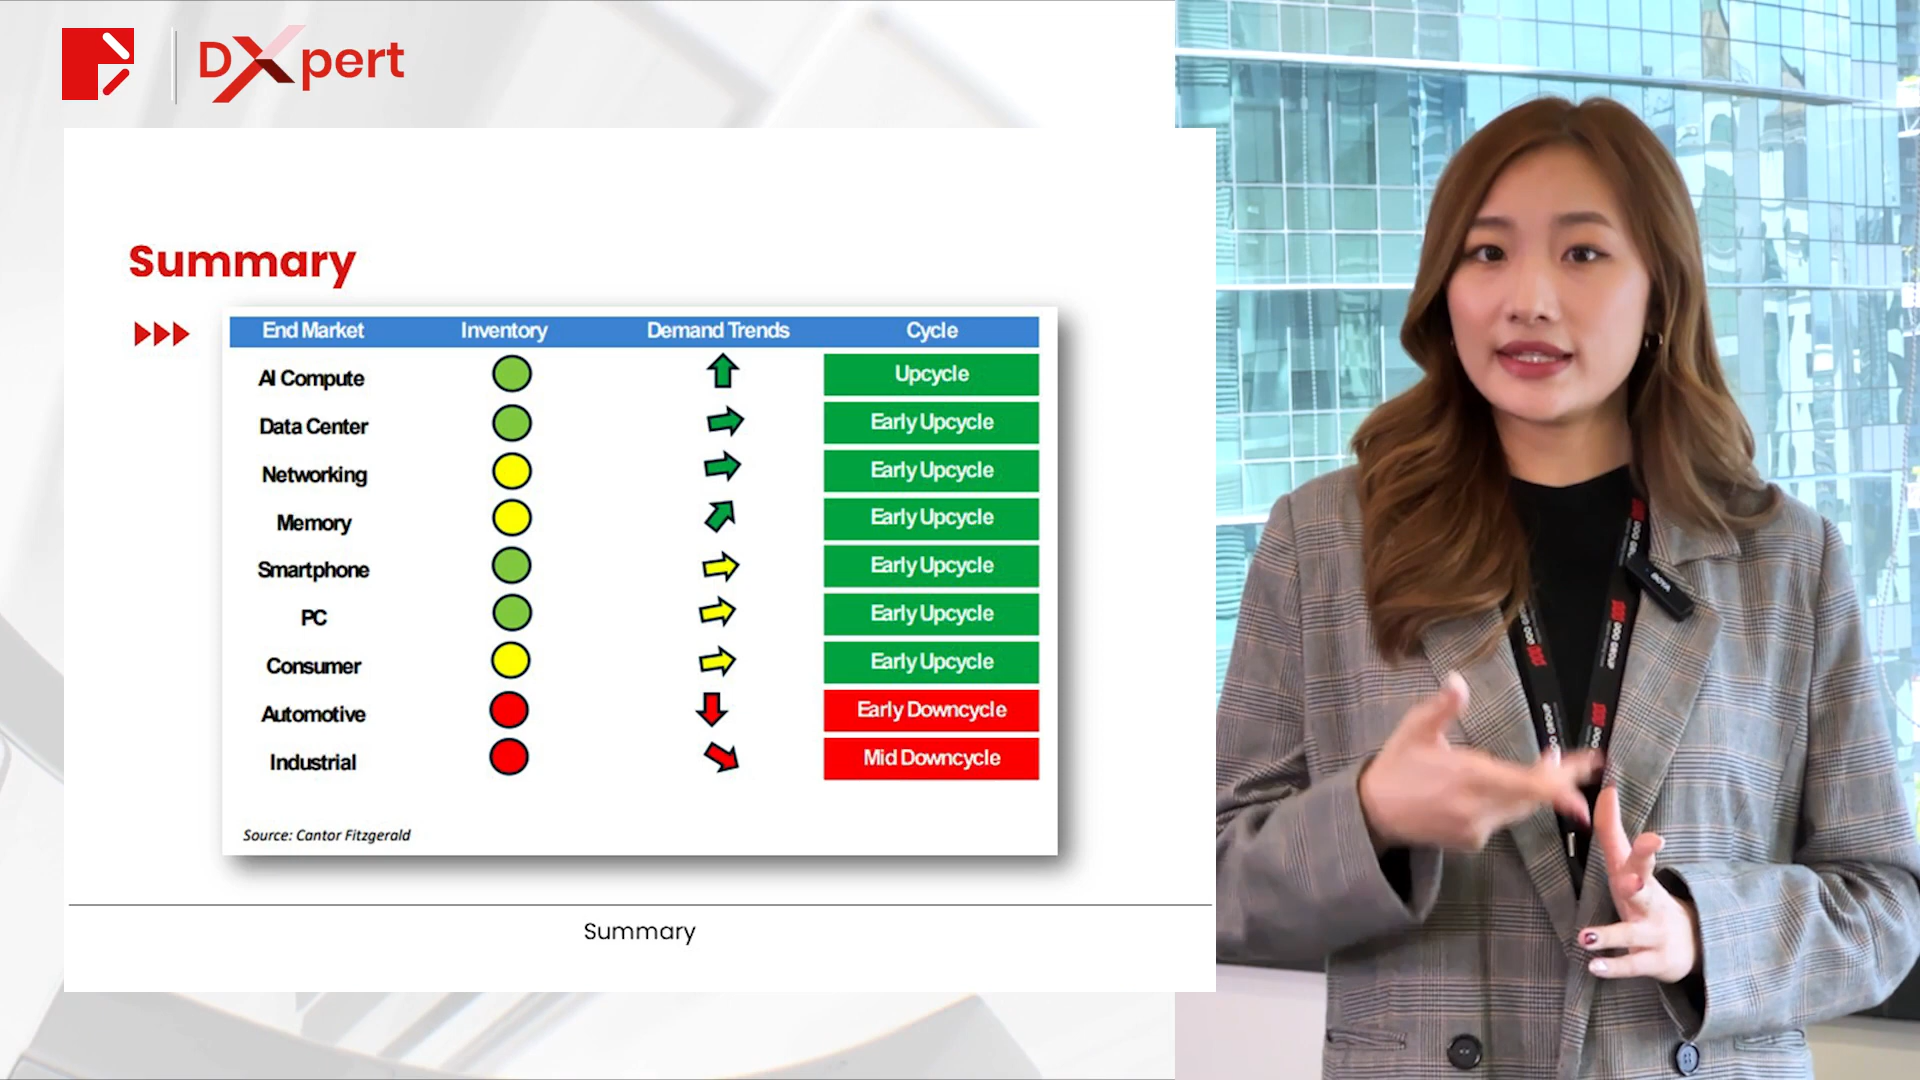 DXpert
Summary
End Market Inventory Demand Trends Cycle
AI Compute Upcycle
Data Center Early Upcycle
Networking Early Upcycle
Memory Early Upcycle
Smartphone Early Upcycle
PC Early Upcycle
Consumer Early Upcycle
Automotive Early Downcycle
Industrial Mid Downcycle
Source: Cantor Fitzgerald
Summary
BOYA
GROUP